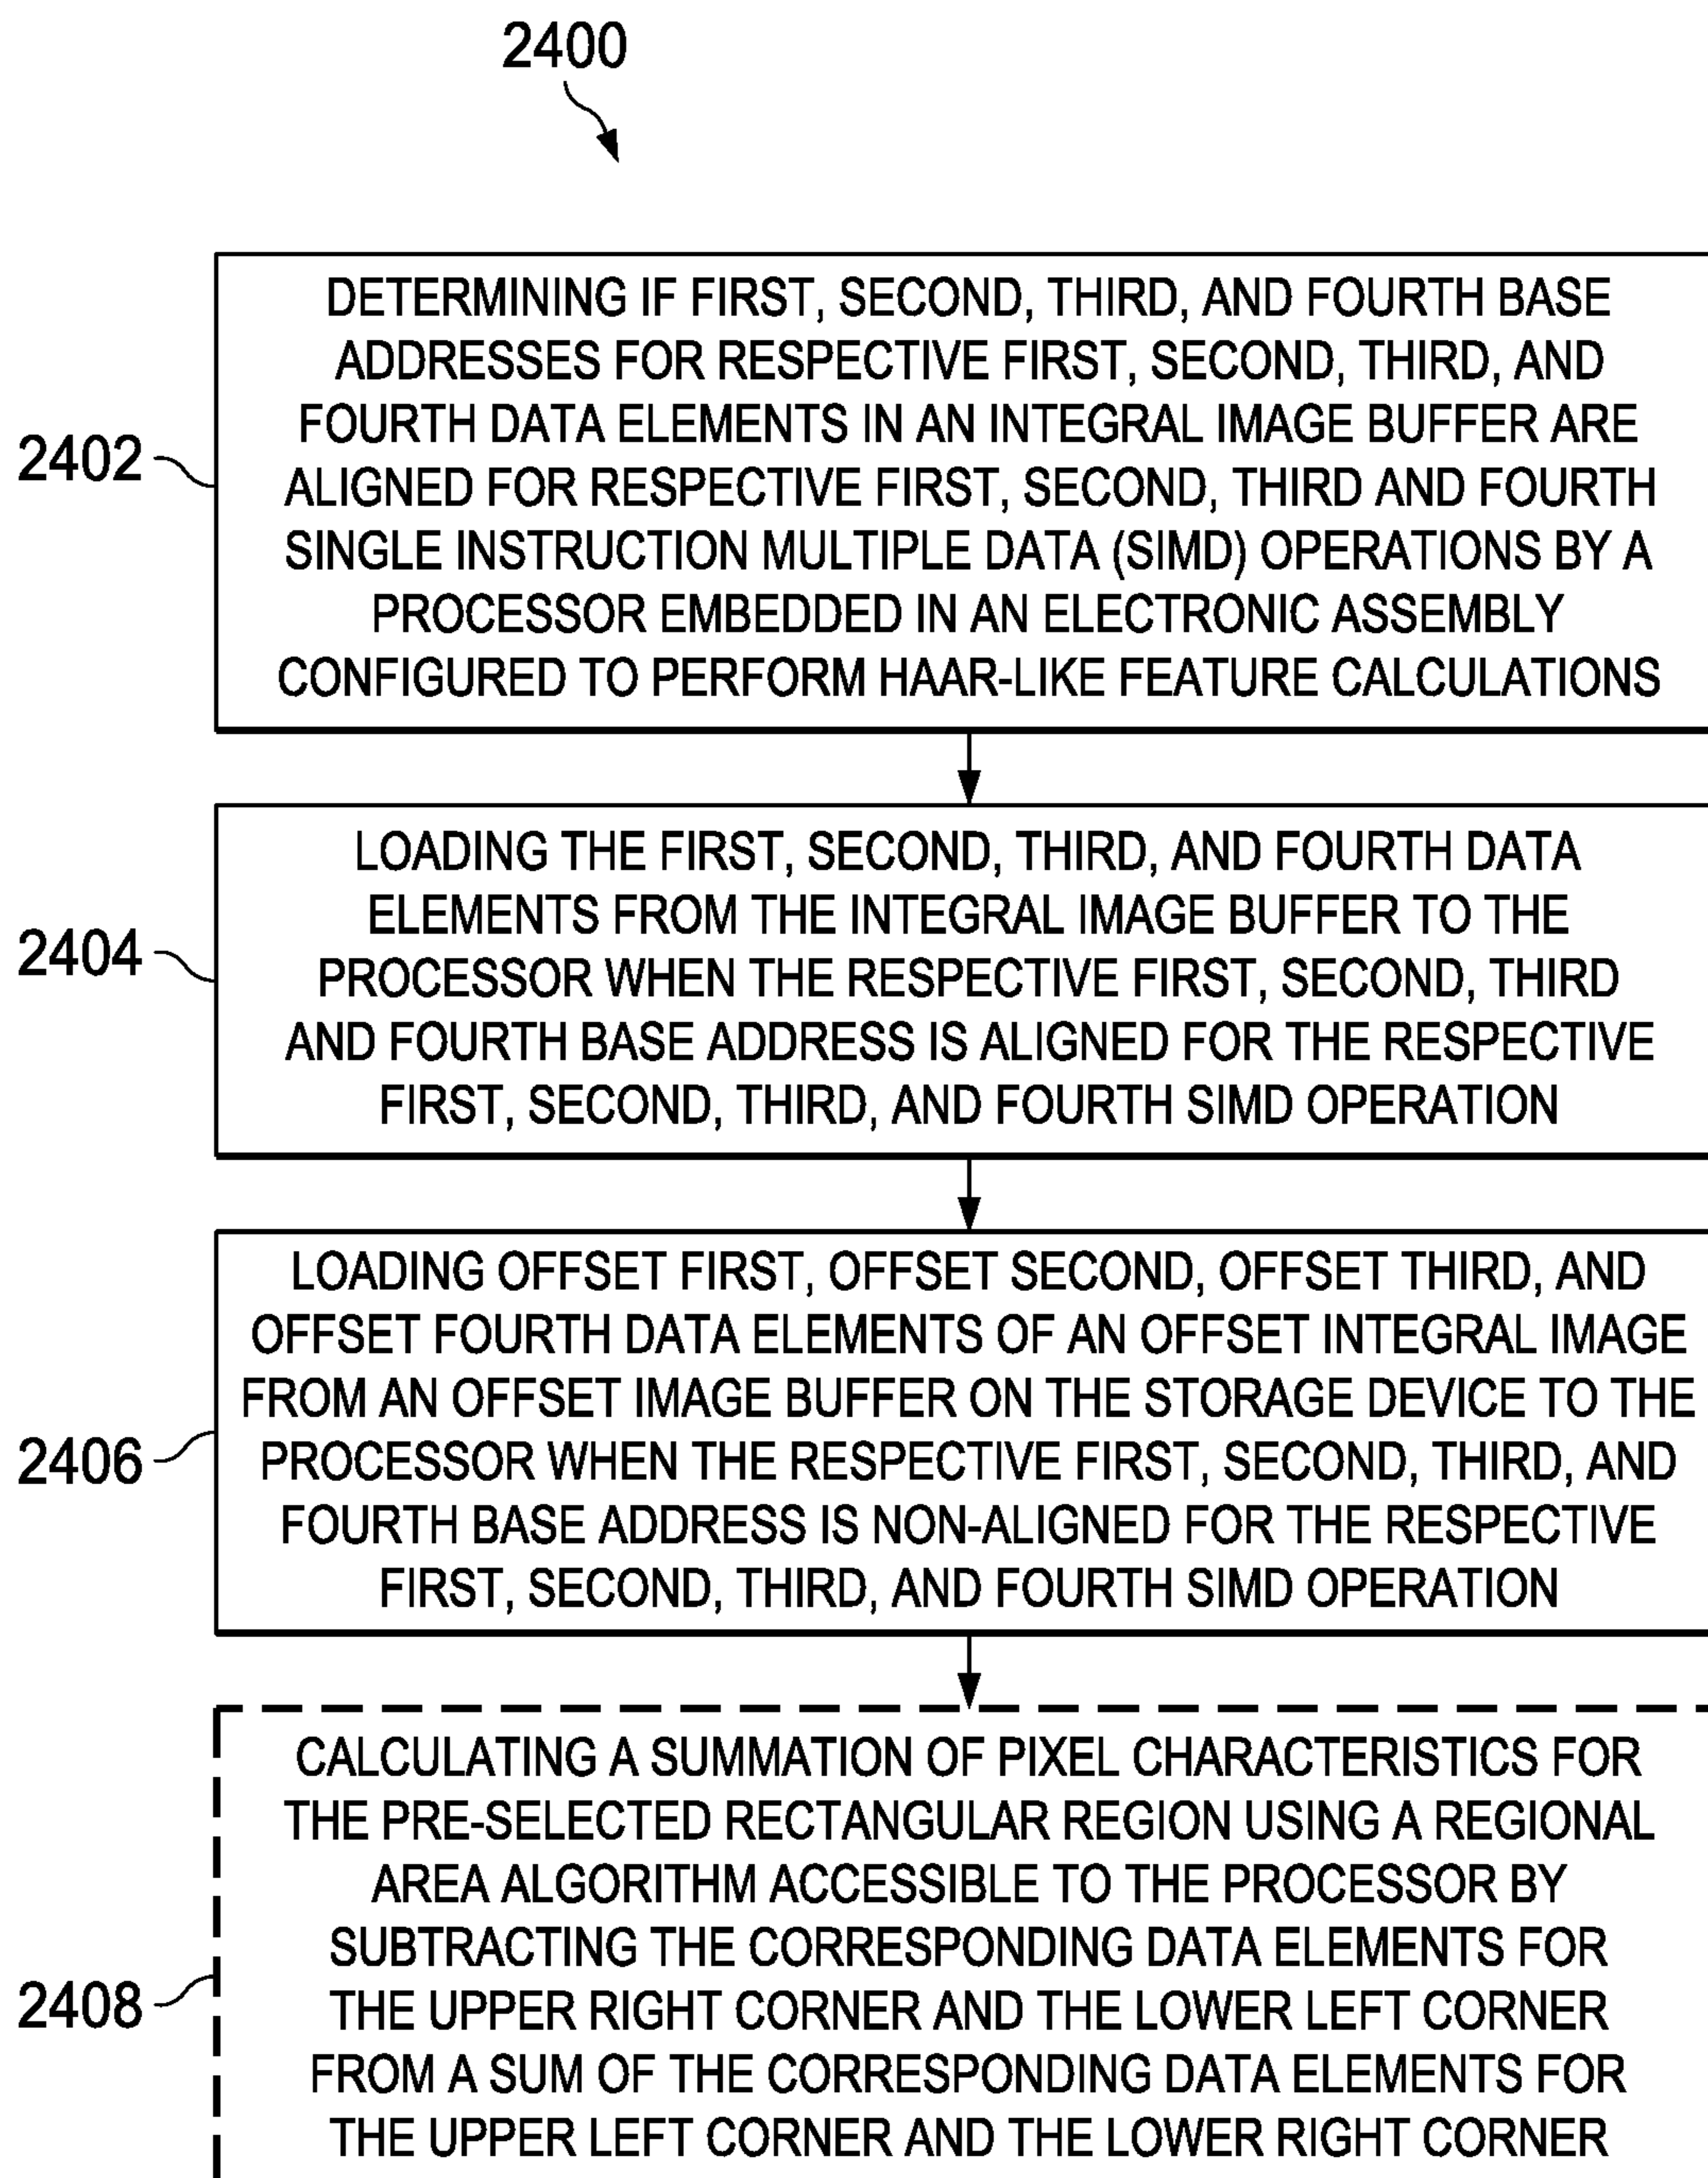 2400
DETERMINING IF FIRST, SECOND, THIRD, AND FOURTH BASE
ADDRESSES FOR RESPECTIVE FIRST, SECOND, THIRD, AND
FOURTH DATA ELEMENTS IN AN INTEGRAL IMAGE BUFFER ARE
2402
ALIGNED FOR RESPECTIVE FIRST, SECOND, THIRD AND FOURTH
SINGLE INSTRUCTION MULTIPLE DATA (SIMD) OPERATIONS BY A
PROCESSOR EMBEDDED IN AN ELECTRONIC ASSEMBLY
CONFIGURED TO PERFORM HAAR-LIKE FEATURE CALCULATIONS
LOADING THE FIRST, SECOND, THIRD, AND FOURTH DATA
ELEMENTS FROM THE INTEGRAL IMAGE BUFFER TO THE
2404
PROCESSOR WHEN THE RESPECTIVE FIRST, SECOND, THIRD
AND FOURTH BASE ADDRESS IS ALIGNED FOR THE RESPECTIVE
FIRST, SECOND, THIRD, AND FOURTH SIMD OPERATION
LOADING OFFSET FIRST, OFFSET SECOND, OFFSET THIRD, AND
OFFSET FOURTH DATA ELEMENTS OF AN OFFSET INTEGRAL IMAGE
FROM AN OFFSET IMAGE BUFFER ON THE STORAGE DEVICE TO THE
2406
PROCESSOR WHEN THE RESPECTIVE FIRST, SECOND, THIRD, AND
FOURTH BASE ADDRESS IS NON-ALIGNED FOR THE RESPECTIVE
FIRST, SECOND, THIRD, AND FOURTH SIMD OPERATION
CALCULATING A SUMMATION OF PIXEL CHARACTERISTICS FOR
THE PRE-SELECTED RECTANGULAR REGION USING A REGIONAL
AREA ALGORITHM ACCESSIBLE TO THE PROCESSOR BY
SUBTRACTING THE CORRESPONDING DATA ELEMENTS FOR
2408
THE UPPER RIGHT CORNER AND THE LOWER LEFT CORNER
FROM A SUM OF THE CORRESPONDING DATA ELEMENTS FOR
THE UPPER LEFT CORNER AND THE LOWER RIGHT CORNER